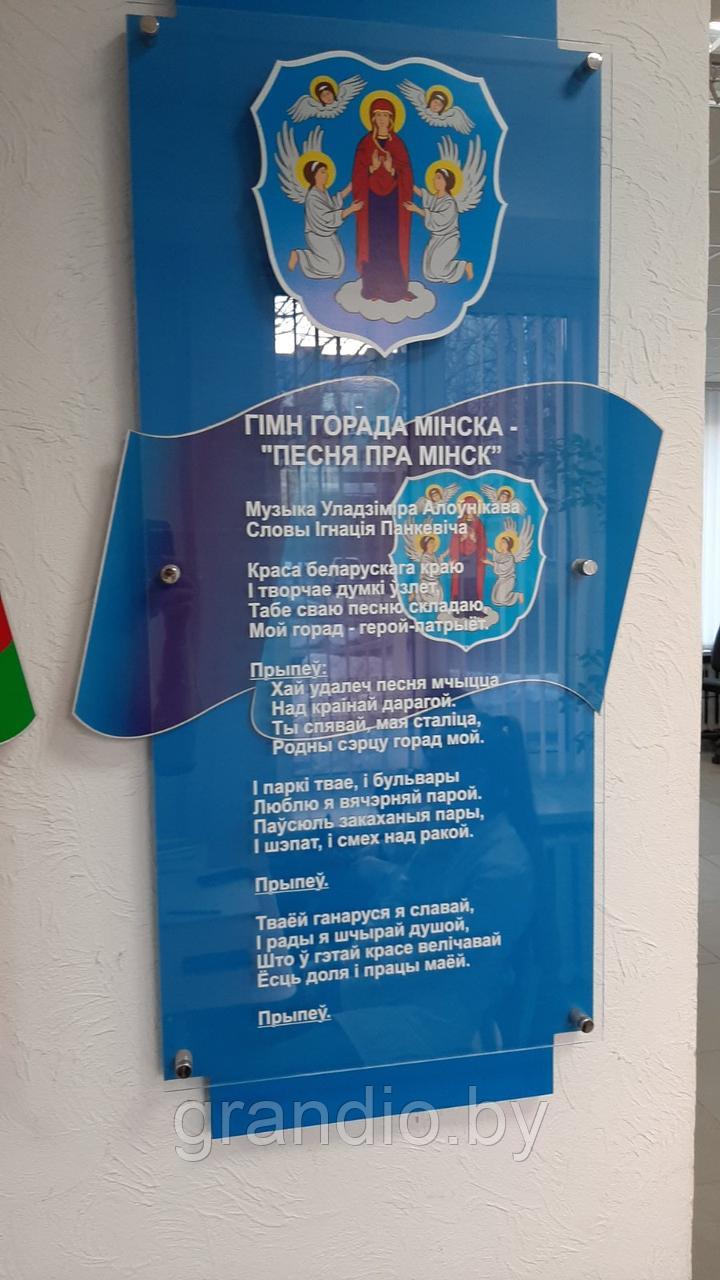 ГІМН ГОРАДА МІНСКА -
"ПЕСНЯ ПРА МІНСК”
Музыка Уладзіміра Алоўнікава
Словы Ігнація Панкевіча
Краса беларускага краю
І творчае думкі ўзлет,
Табе сваю песню складаю,
Мой горад - герой-патрыёт.
Прыпеў:
Хай удалеч песня мчыцца
Над краінай дарагой.
Ты спявай, мая сталіца,
Родны сэрцу горад мой.
І паркі твае, і бульвары
Люблю я вячэрняй парой.
Паўсюль закаханыя пары,
І шэпат, і смех над ракой.
Прыпеў.
Тваёй ганаруся я славай,
І рады я шчырай душой,
Што ў гэтай красе велічавай
Ёсць доля і працы маёй.
Прыпеў.
grandio.by